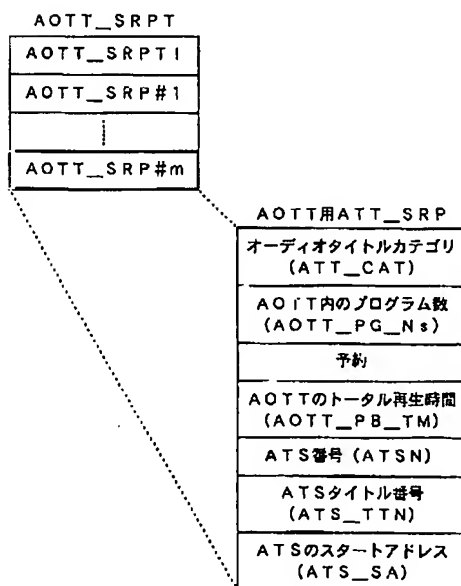 AOTT_SRPT
AOTT_SRPTI
AOTT_SRP#1
AOTT_SRP#m
AOTT用ATT_SRP
オーディオタイトルカテゴリ
(ATT_CAT)
AOTT内のプログラム数
(AOTT_PG_Ns)
予約
AOTTのトータル再生時間
(AOTT_PB_TM)
ATS番号(ATSN)
ATSタイトル番号
(ATS_TTN)
ATSのスタートアドレス
(ATS_SA)